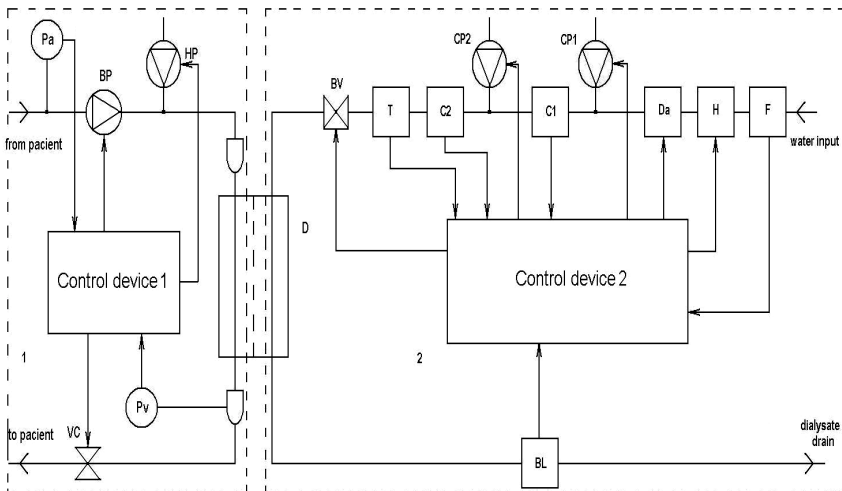 Pa
HP
BP
from pacient
Control device 1
1
Pv
VC
to pacient
D
CP2
CP1
BV
T
C2
C1
Da
H
F
water input
Control device 2
2
BL
dialysate
drain